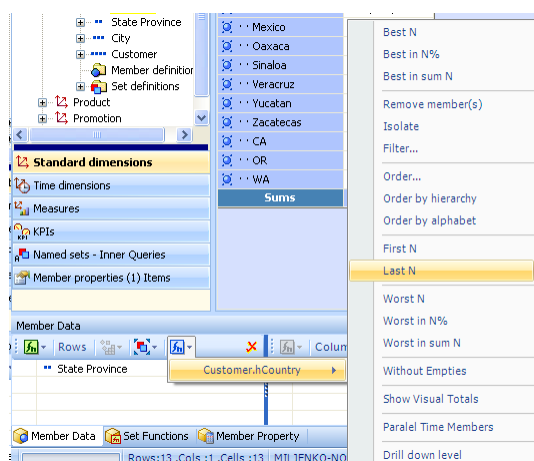 State Province
City
Customer
Member definition
Set definitions
Product
Promotion
Standard dimensions
Time dimensions
Measures
KPIs
Named sets - Inner Queries
Member properties (1) Items
Mexico
Oaxaca
Sinaloa
Veracruz
Yucatan
Zacatecas
CA
OR
WA
Sums
Best N
Best in N%
Best in sum N
Remove member(s)
Isolate
Filter...
Order...
Order by hierarchy
Order by alphabet
First N
Last N
Worst N
Worst in N%
Worst in sum N
Without Empties
Show Visual Totals
Paralel Time Members
Drill down level
Member Data
Rows
Colum
State Province
Customer.hCountry
Member Data
Set Functions
Member Property
Rows:13 .Cols :1 .Cells :13
MILJENKO-NO